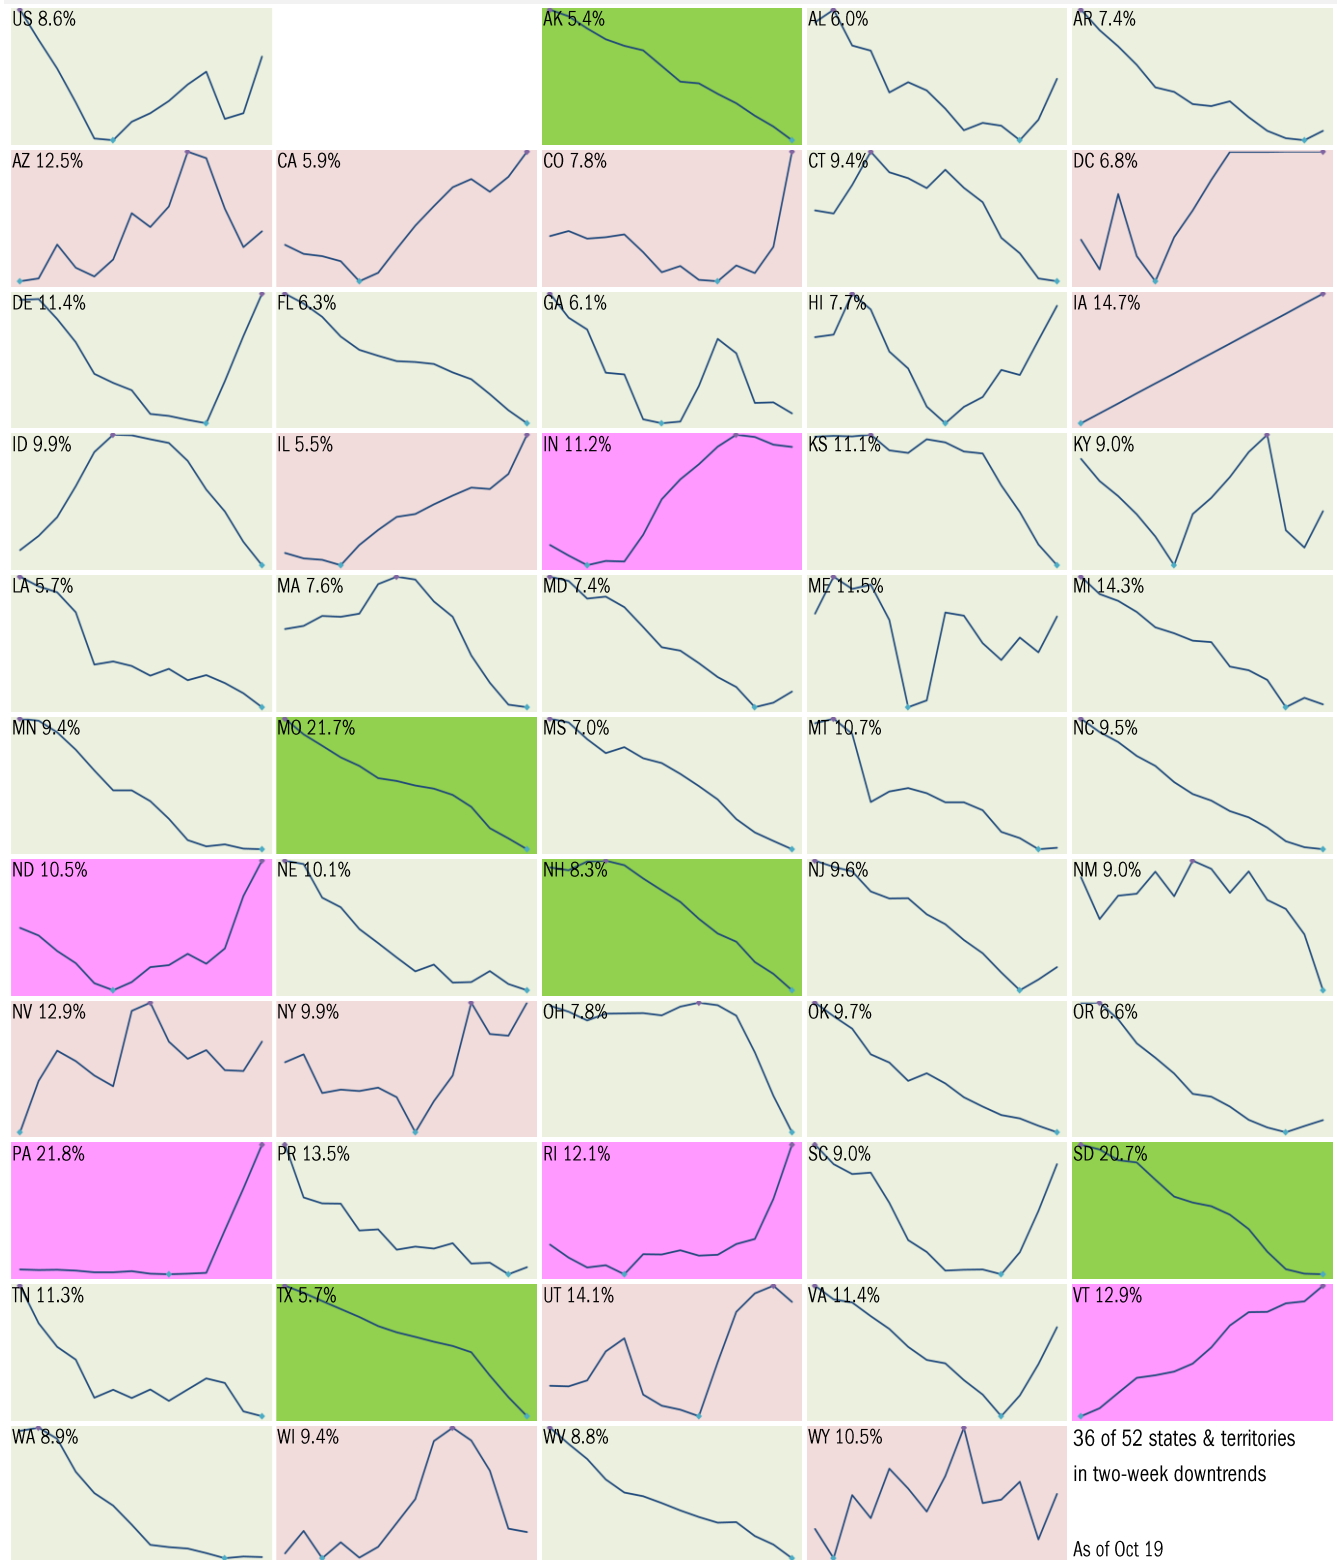 US 8.6%
AK 5.4%
AL 6.0%
AR 7.4%
AZ 12.5%
CA 5.9%
CO 7.8%
CT 9.4%
DC 6.8%
DE 11.4%
FL 6.3%
GA 6.1%
HI 7.7%
IA 14.7%
ID 9.9%
IL 5.5%
IN 11.2%
KS 11.1%
KY 9.0%
LA 5.7%
MA 7.6%
MD 7.4%
ME 11.5%
MI 14.3%
MN 9.4%
MO 21.7%
MS 7.0%
MT 10.7%
NC 9.5%
ND 10.5%
NE 10.1%
NH 8.3%
NJ 9.6%
NM 9.0%
NV 12.9%
NY 9.9%
OH 7.8%
OK 9.7%
OR 6.6%
PA 21.8%
PR 13.5%
RI 12.1%
SC 9.0%
SD 20.7%
TN 11.3%
TX 5.7%
UT 14.1%
VA 11.4%
VT 12.9%
WA 8.9%
WI 9.4%
WV 8.8%
WY 10.5%
36 of 52 states & territories
in two-week downtrends
As of Oct 19